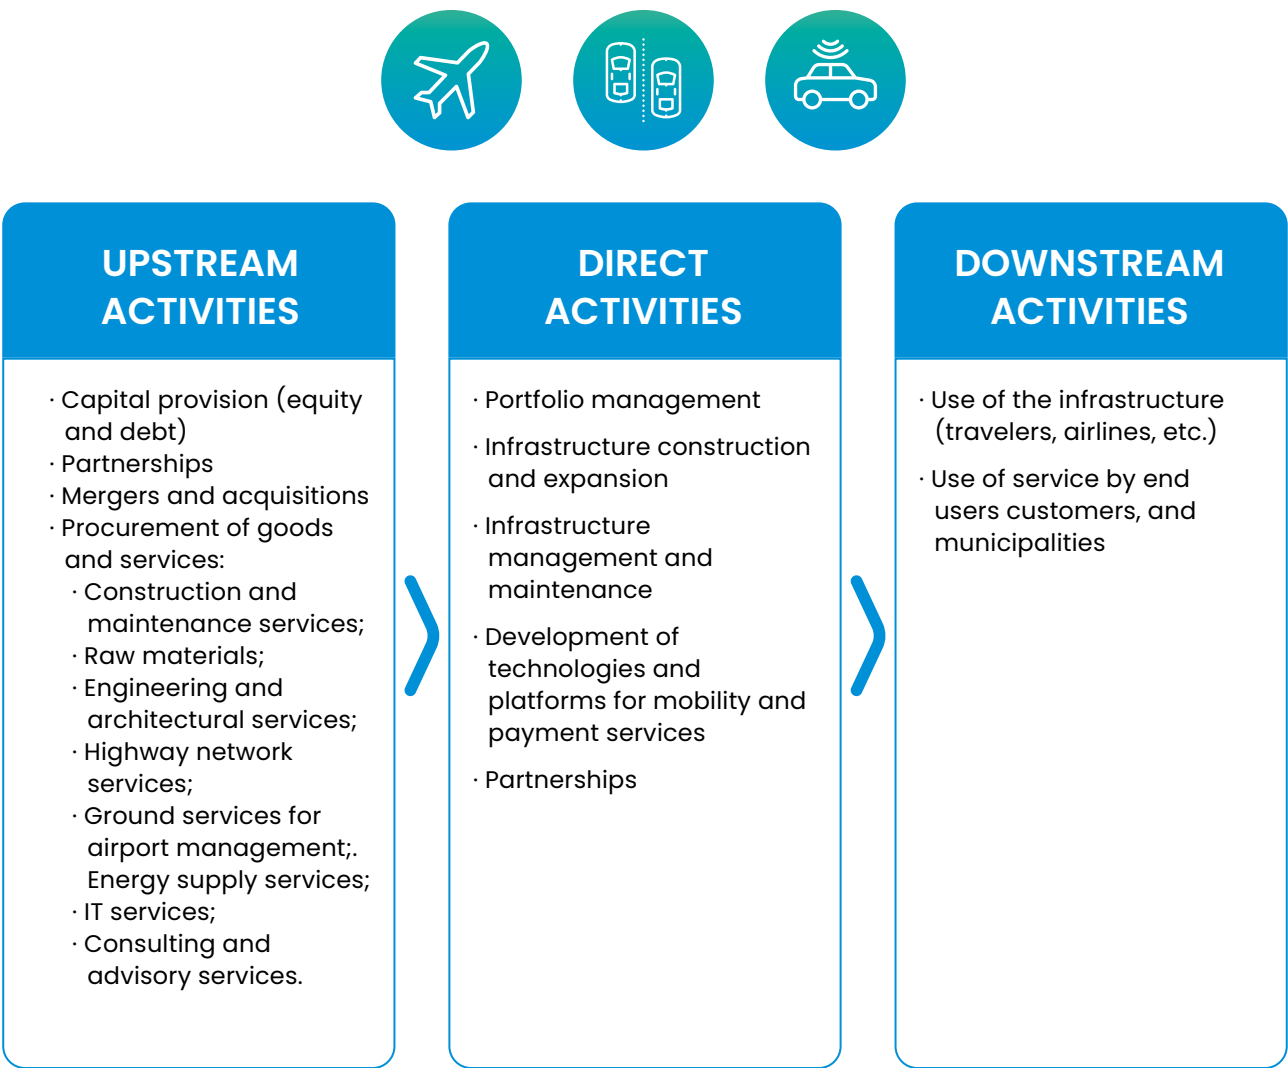 UPSTREAM
ACTIVITIES
· Capital provision (equity
and debt)
· Partnerships
· Mergers and acquisitions
· Procurement of goods
and services:
· Construction and
maintenance services;
· Raw materials;
· Engineering and
architectural services;
· Highway network
services;
· Ground services for
airport management;.
Energy supply services;
· IT services;
· Consulting and
advisory services.
DIRECT
ACTIVITIES
· Portfolio management
· Infrastructure construction
and expansion
· Infrastructure
management and
maintenance
· Development of
technologies and
platforms for mobility and
payment services
· Partnerships
DOWNSTREAM
ACTIVITIES
· Use of the infrastructure
(travelers, airlines, etc.)
· Use of service by end
users customers, and
municipalities